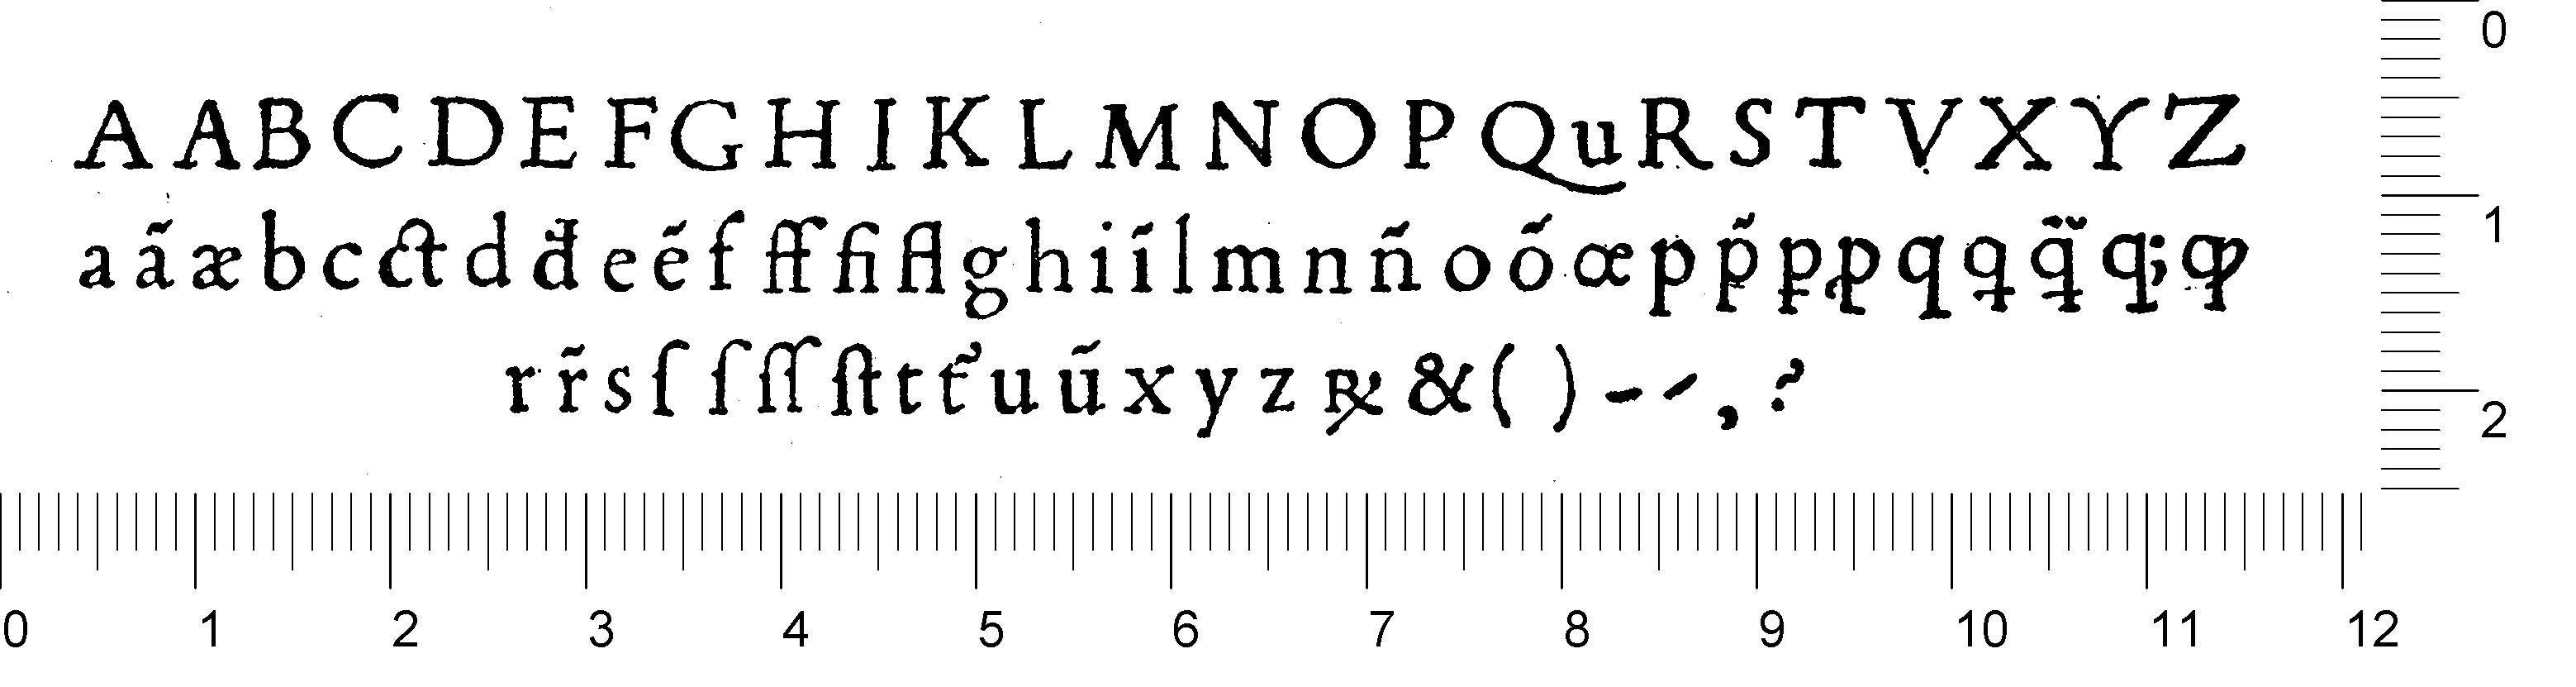 A A B C D E F G H I K L M N O P Qu R S T V X Y Z
a ã æ b c ct d đ̃ e ẽ f ff fi fl g h i ĩ l m n ñ o õ œ p p̃ ꝑ ꝓ q ꝗ ꝗ̃ q; ꝙ
r r̃ s ſ ſ ſſ ſt t t̃ u ũ x y z ℞ & ( ) - - , ?
0 1 2 3 4 5 6 7 8 9 10 11 12
0
1
2